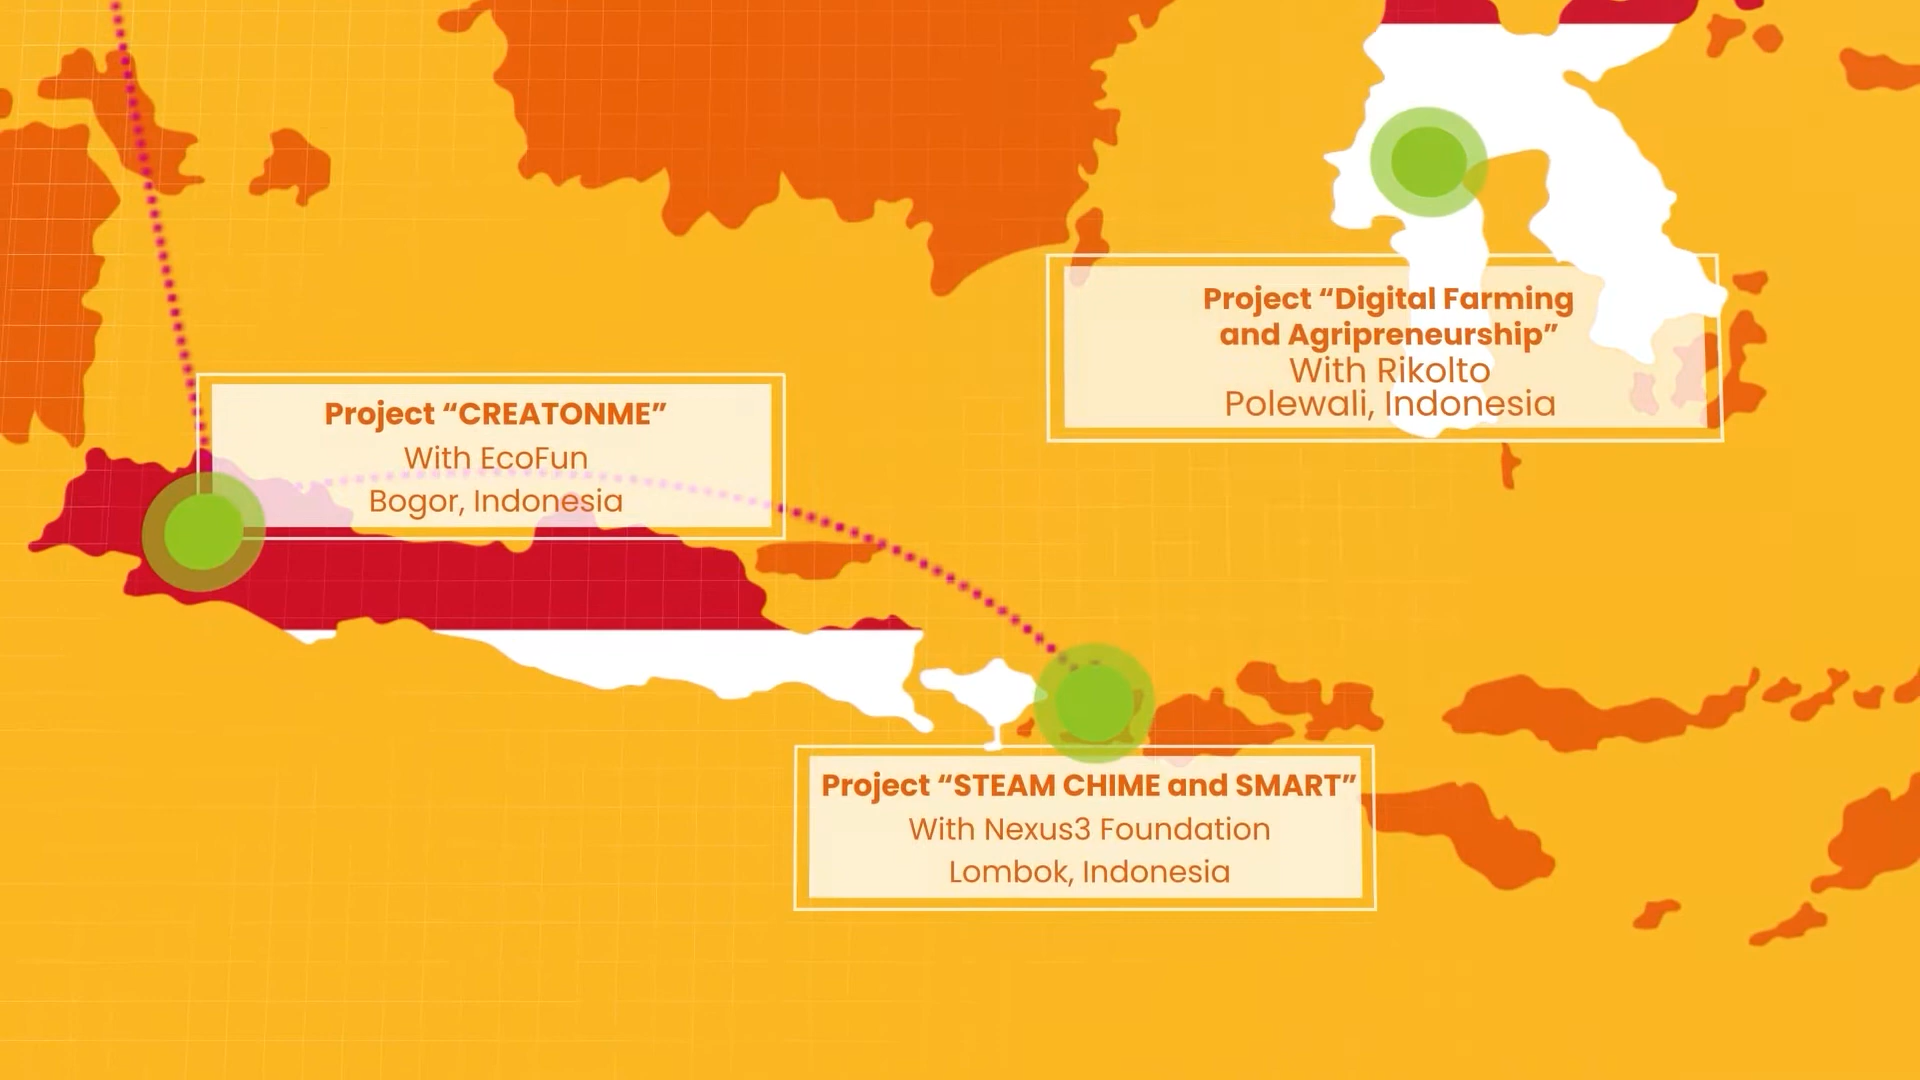 Project “Digital Farming
and Agripreneurship”
With Rikolto
Polewali, Indonesia
Project “CREATONME”
With EcoFun
Bogor, Indonesia
Project “STEAM CHIME and SMART”
With Nexus3 Foundation
Lombok, Indonesia